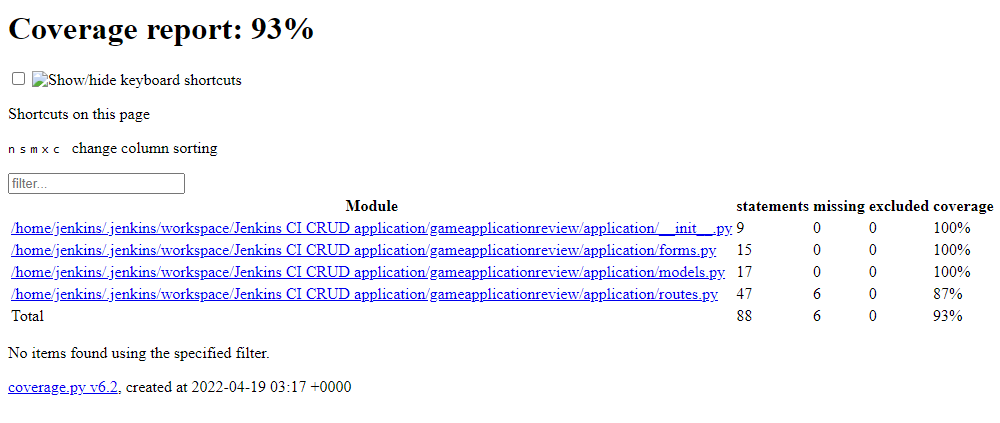 Coverage report: 93%
Show/hide keyboard shortcuts
Shortcuts on this page
n s m x c change column sorting
filter...
Module statements missing excluded coverage
/home/jenkins/.jenkins/workspace/Jenkins CI CRUD application/gameapplicationreview/application/__init__.py 9 0 0 100%
/home/jenkins/.jenkins/workspace/Jenkins CI CRUD application/gameapplicationreview/application/forms.py 15 0 0 100%
/home/jenkins/.jenkins/workspace/Jenkins CI CRUD application/gameapplicationreview/application/models.py 17 0 0 100%
/home/jenkins/.jenkins/workspace/Jenkins CI CRUD application/gameapplicationreview/application/routes.py 47 6 0 87%
Total 88 6 0 93%
No items found using the specified filter.
coverage.py v6.2, created at 2022-04-19 03:17 +0000